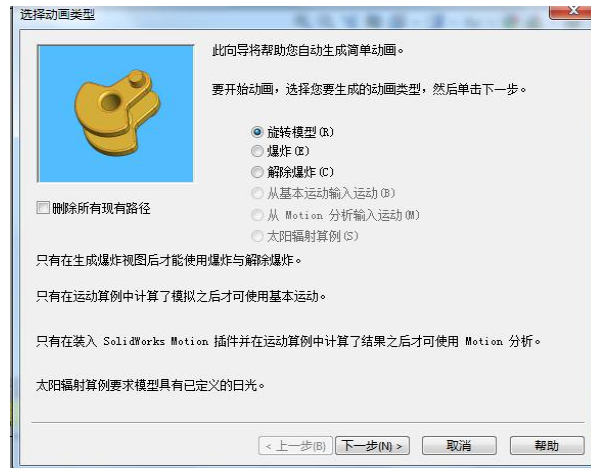 选择动画类型
此向导将帮助您自动生成简单动画。
要开始动画，选择您要生成的动画类型，然后单击下一步。
旋转模型(R)
爆炸(E)
解除爆炸(C)
从基本运动输入运动(B)
从 Motion 分析输入运动(M)
太阳辐射算例(S)
删除所有现有路径
只有在生成爆炸视图后才能使用爆炸与解除爆炸。
只有在运动算例中计算了模拟之后才可使用基本运动。
只有在装入 SolidWorks Motion 插件并在运动算例中计算了结果之后才可使用 Motion 分析。
太阳辐射算例要求模型具有已定义的日光。
<上一步(B) 下一步(N)> 取消 帮助